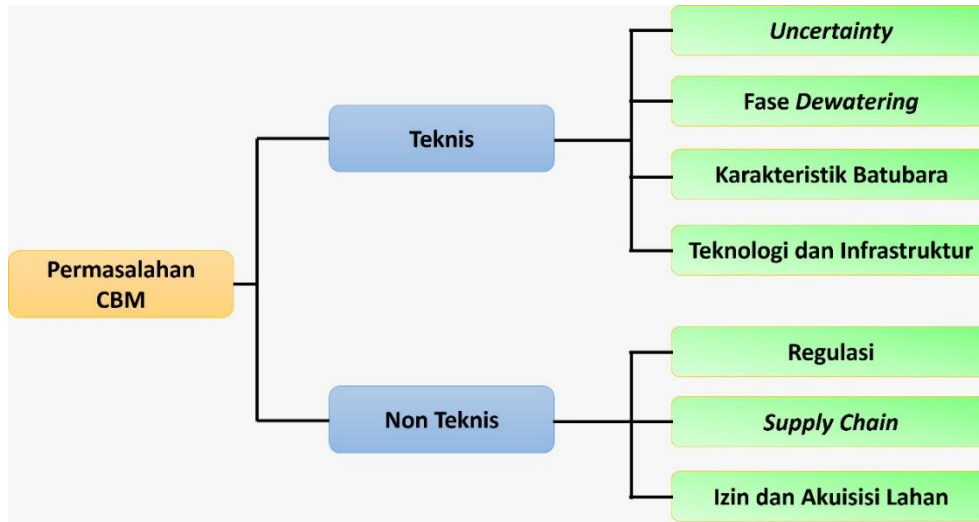 Permasalahan
CBM
Teknis
Uncertainty
Fase Dewatering
Karakteristik Batubara
Teknologi dan Infrastruktur
Non Teknis
Regulasi
Supply Chain
Izin dan Akuisisi Lahan